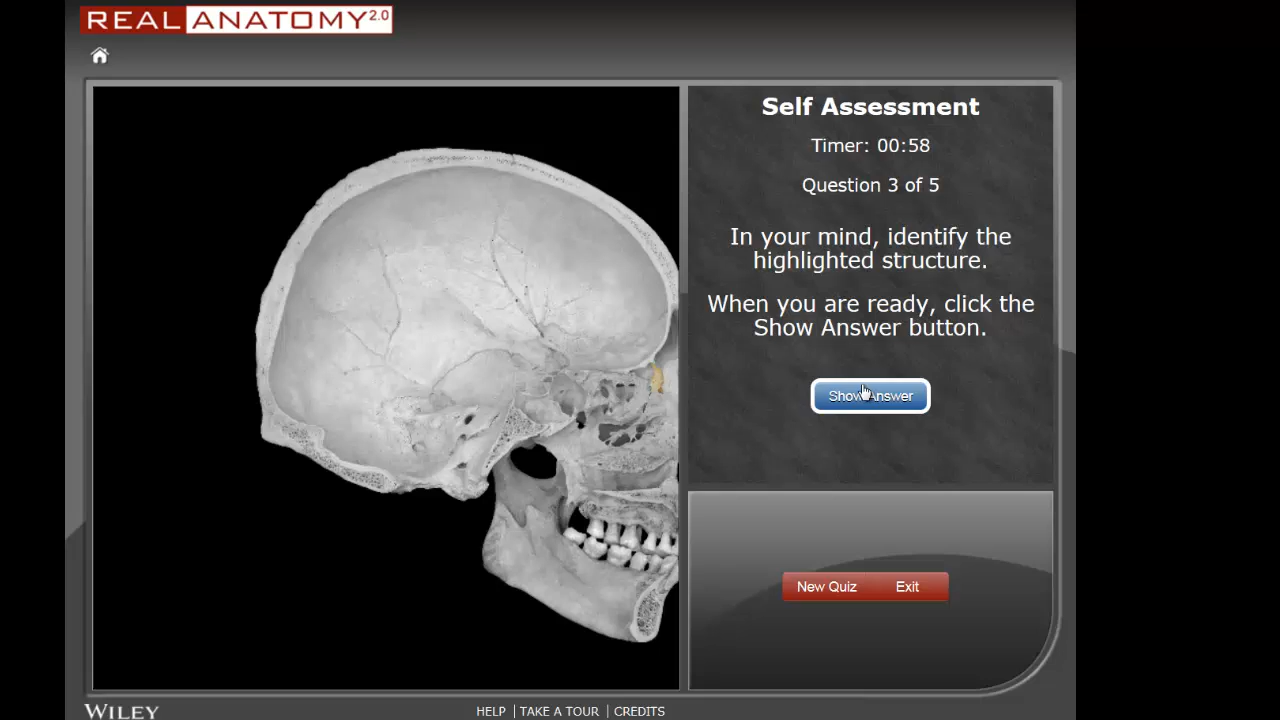 REAL ANATOMY 2.0
Self Assessment
Timer: 00:58
Question 3 of 5
In your mind, identify the
highlighted structure.
When you are ready, click the
Show Answer button.
Show Answer
New Quiz Exit
WILEY
HELP | TAKE A TOUR | CREDITS